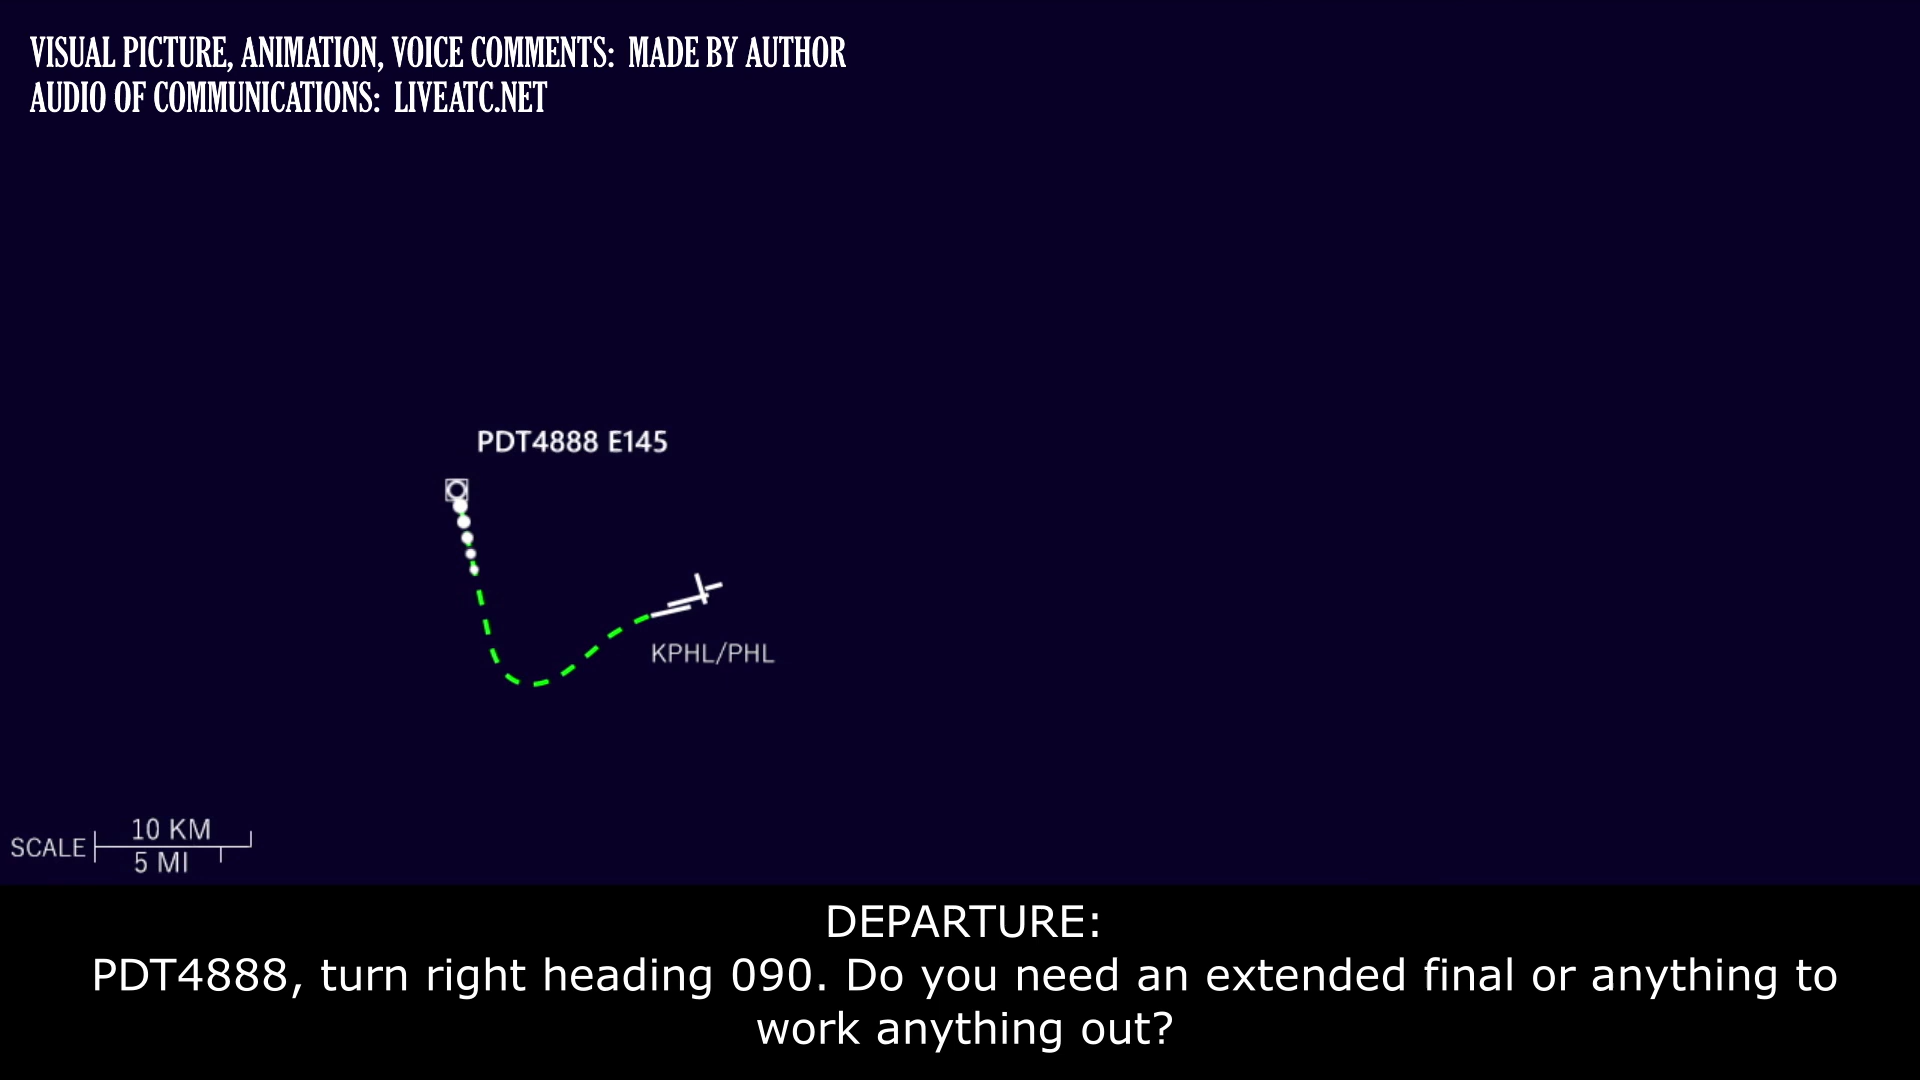 VISUAL PICTURE, ANIMATION, VOICE COMMENTS: MADE BY AUTHOR
AUDIO OF COMMUNICATIONS: LIVEATC.NET
PDT4888 E145
KPHL/PHL
10 KM
SCALE
5 MI
DEPARTURE:
PDT4888, turn right heading 090. Do you need an extended final or anything to
work anything out?